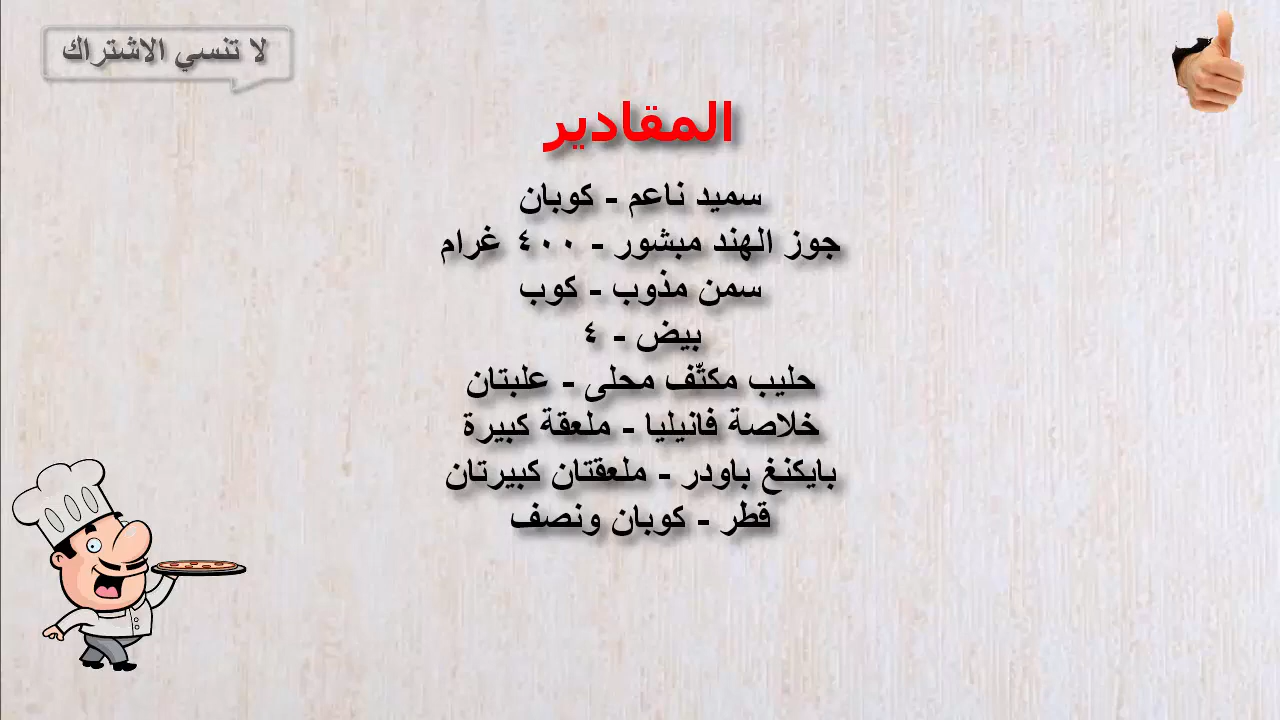 لا تنسي الاشتراك
المقادير
سميد ناعم - كوبان
جوز الهند مبشور - ٤٠٠ غرام
سمن مذوب - كوب
بيض - ٤
حليب مكثّف محلى - علبتان
خلاصة فانيليا - ملعقة كبيرة
بايكنغ باودر - ملعقتان كبيرتان
قطر - كوبان ونصف